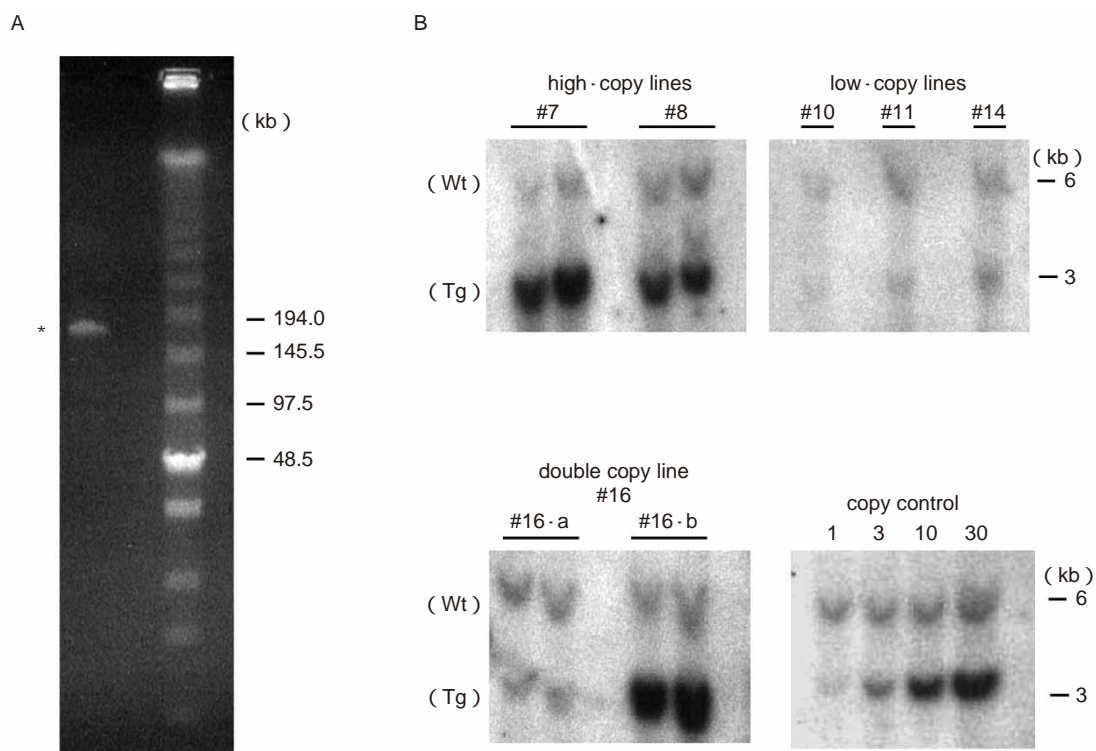 A
B
(kb)
*
194.0
145.5
97.5
48.5
high-copy lines
#7 #8
low-copy lines
#10 #11 #14
(Wt)
(Tg)
(kb)
6
3
double copy line
#16
#16-a #16-b
(Wt)
(Tg)
copy control
1 3 10 30
(kb)
6
3